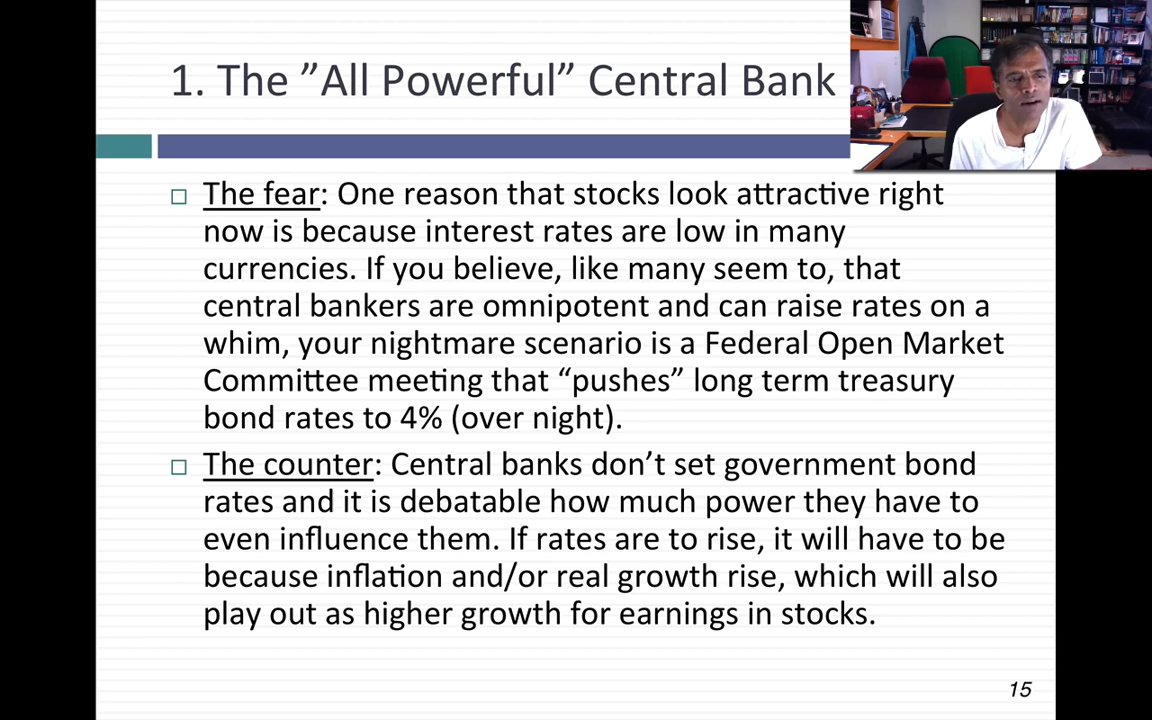 1. The ”All Powerful” Central Bank
The fear: One reason that stocks look attractive right
now is because interest rates are low in many
currencies. If you believe, like many seem to, that
central bankers are omnipotent and can raise rates on a
whim, your nightmare scenario is a Federal Open Market
Committee meeting that “pushes” long term treasury
bond rates to 4% (over night).
The counter: Central banks don’t set government bond
rates and it is debatable how much power they have to
even influence them. If rates are to rise, it will have to be
because inflation and/or real growth rise, which will also
play out as higher growth for earnings in stocks.
15